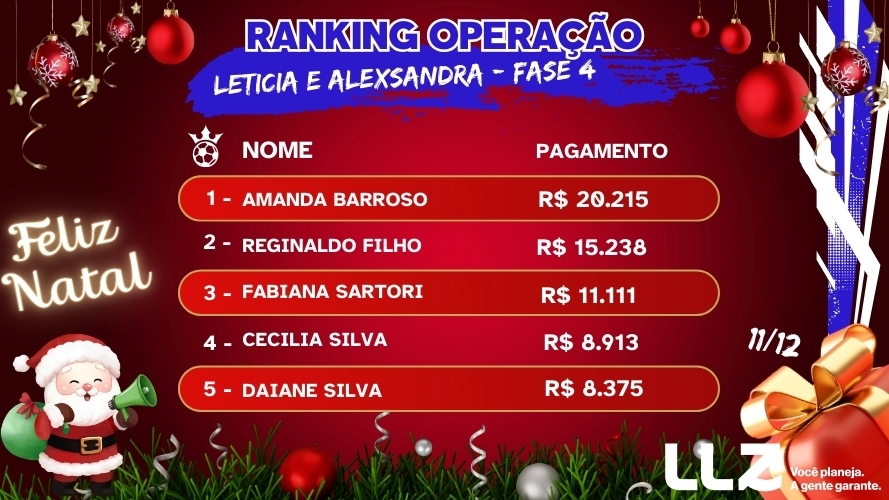 RANKING OPERAÇÃO
LETICIA E ALEXSANDRA - FASE 4
NOME PAGAMENTO
1 - AMANDA BARROSO R$ 20.215
2 - REGINALDO FILHO R$ 15.238
3 - FABIANA SARTORI R$ 11.111
4 - CECILIA SILVA R$ 8.913
5 - DAIANE SILVA R$ 8.375
Feliz
Natal
11/12
LLZ
Você planeja.
A gente garante.